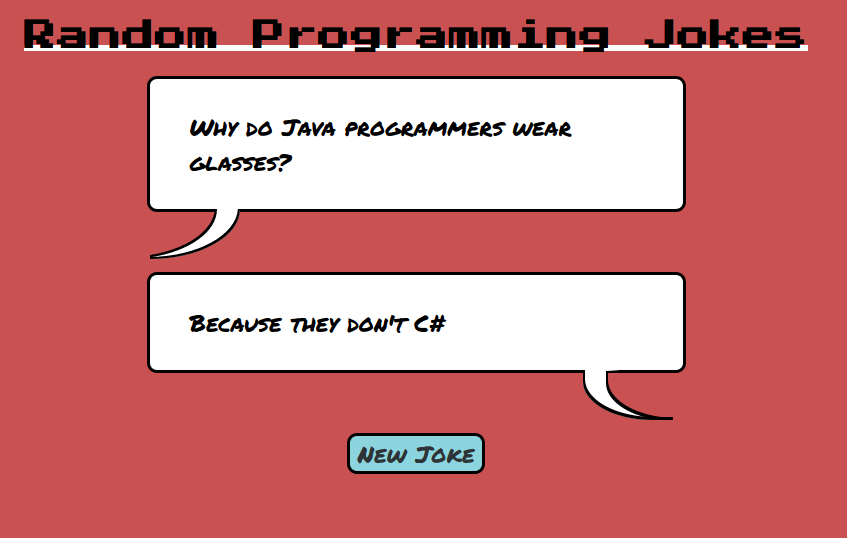 Random Programming Jokes
Why do Java programmers wear
glasses?
Because they don't C#
New Joke